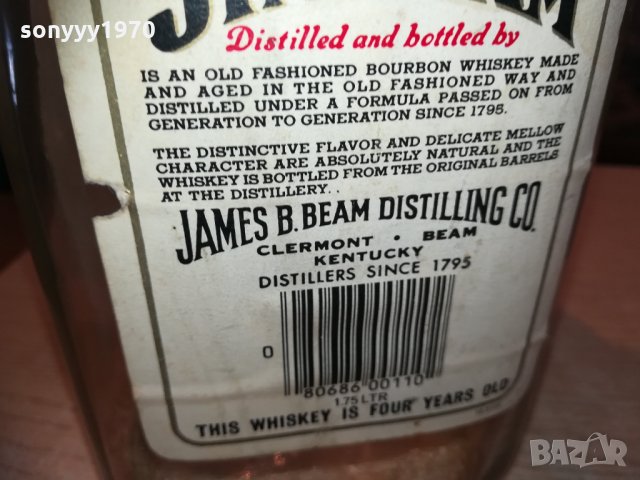 sonyyy1970
Distilled and bottled by
IS AN OLD FASHIONED BOURBON WHISKEY MADE
AND AGED IN THE OLD FASHIONED WAY AND
DISTILLED UNDER A FORMULA PASSED ON FROM
GENERATION TO GENERATION SINCE 1795.
THE DISTINCTIVE FLAVOR AND DELICATE MELLOW
CHARACTER ARE ABSOLUTELY NATURAL AND THE
WHISKEY IS BOTTLED FROM THE ORIGINAL BARRELS
AT THE DISTILLERY. .
JAMES B. BEAM DISTILLING CO.
CLERMONT • BEAM
KENTUCKY
DISTILLERS SINCE 1795
0
80686 00110
1.75 LTR
THIS WHISKEY IS FOUR YEARS OLD
BAZAR